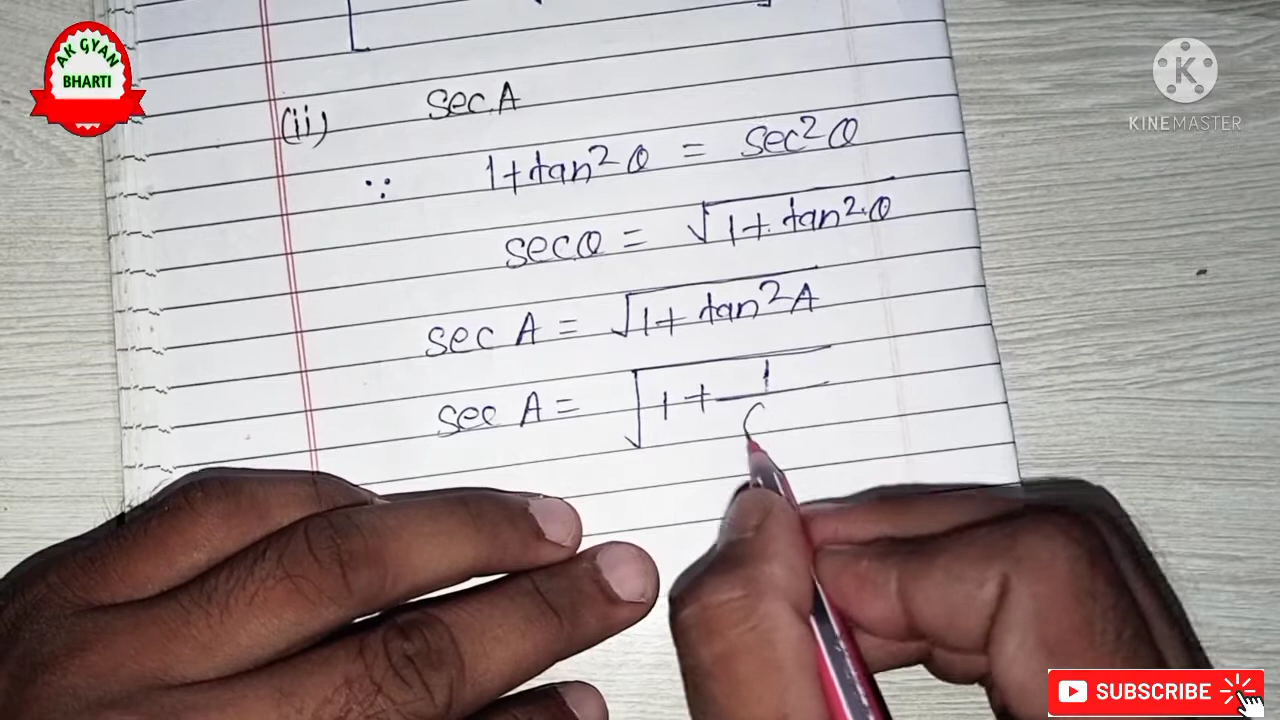 AK GYAN
BHARTI
KINEMASTER
(ii) sec A
∵ 1+tan²θ = sec²θ
secθ = √1+tan²θ
sec A = √1+tan²A
sec A = √1+1/c
SUBSCRIBE